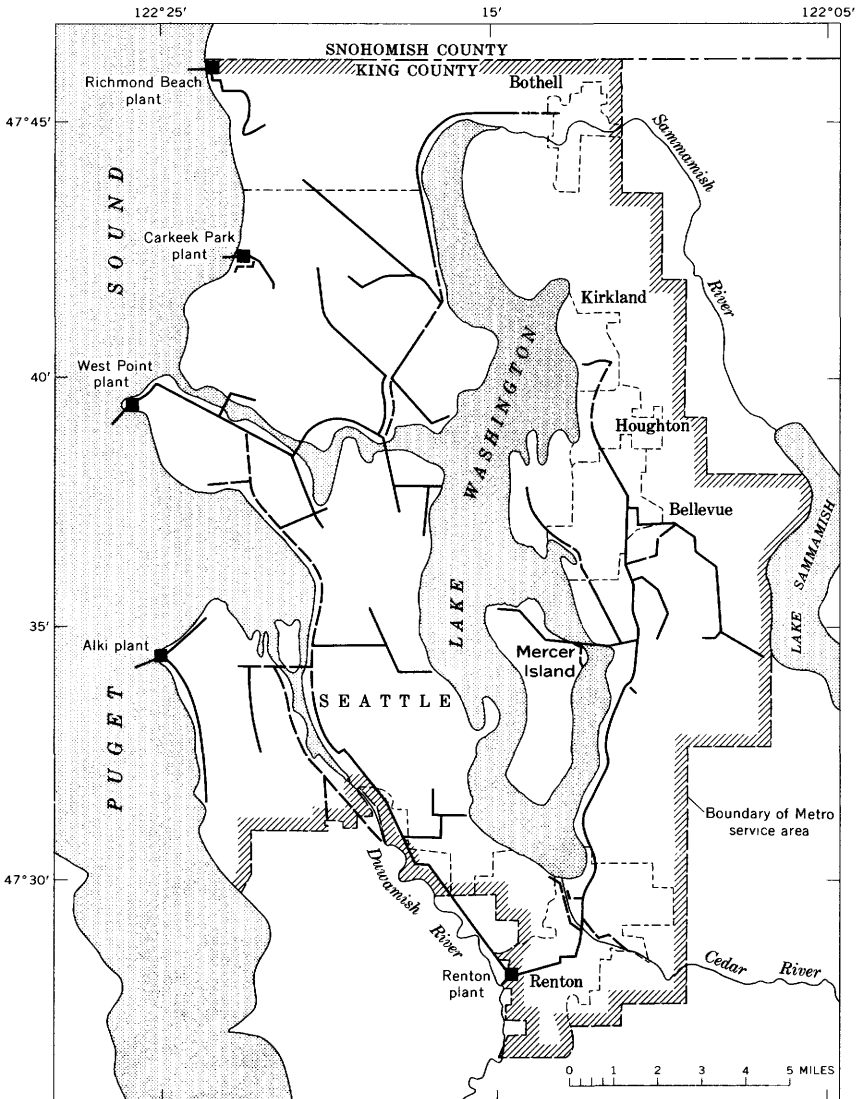 122°25′
15′
122°05′
SNOHOMISH COUNTY
KING COUNTY
Richmond Beach
plant
Bothell
47°45′
Sammamish
River
PUGET SOUND
Carkeek Park
plant
Kirkland
West Point
plant
40′
Houghton
LAKE WASHINGTON
Bellevue
LAKE SAMMAMISH
35′
Alki plant
Mercer
Island
SEATTLE
Boundary of Metro
service area
47°30′
Duwamish
River
Cedar River
Renton
plant
Renton
0 1 2 3 4 5 MILES